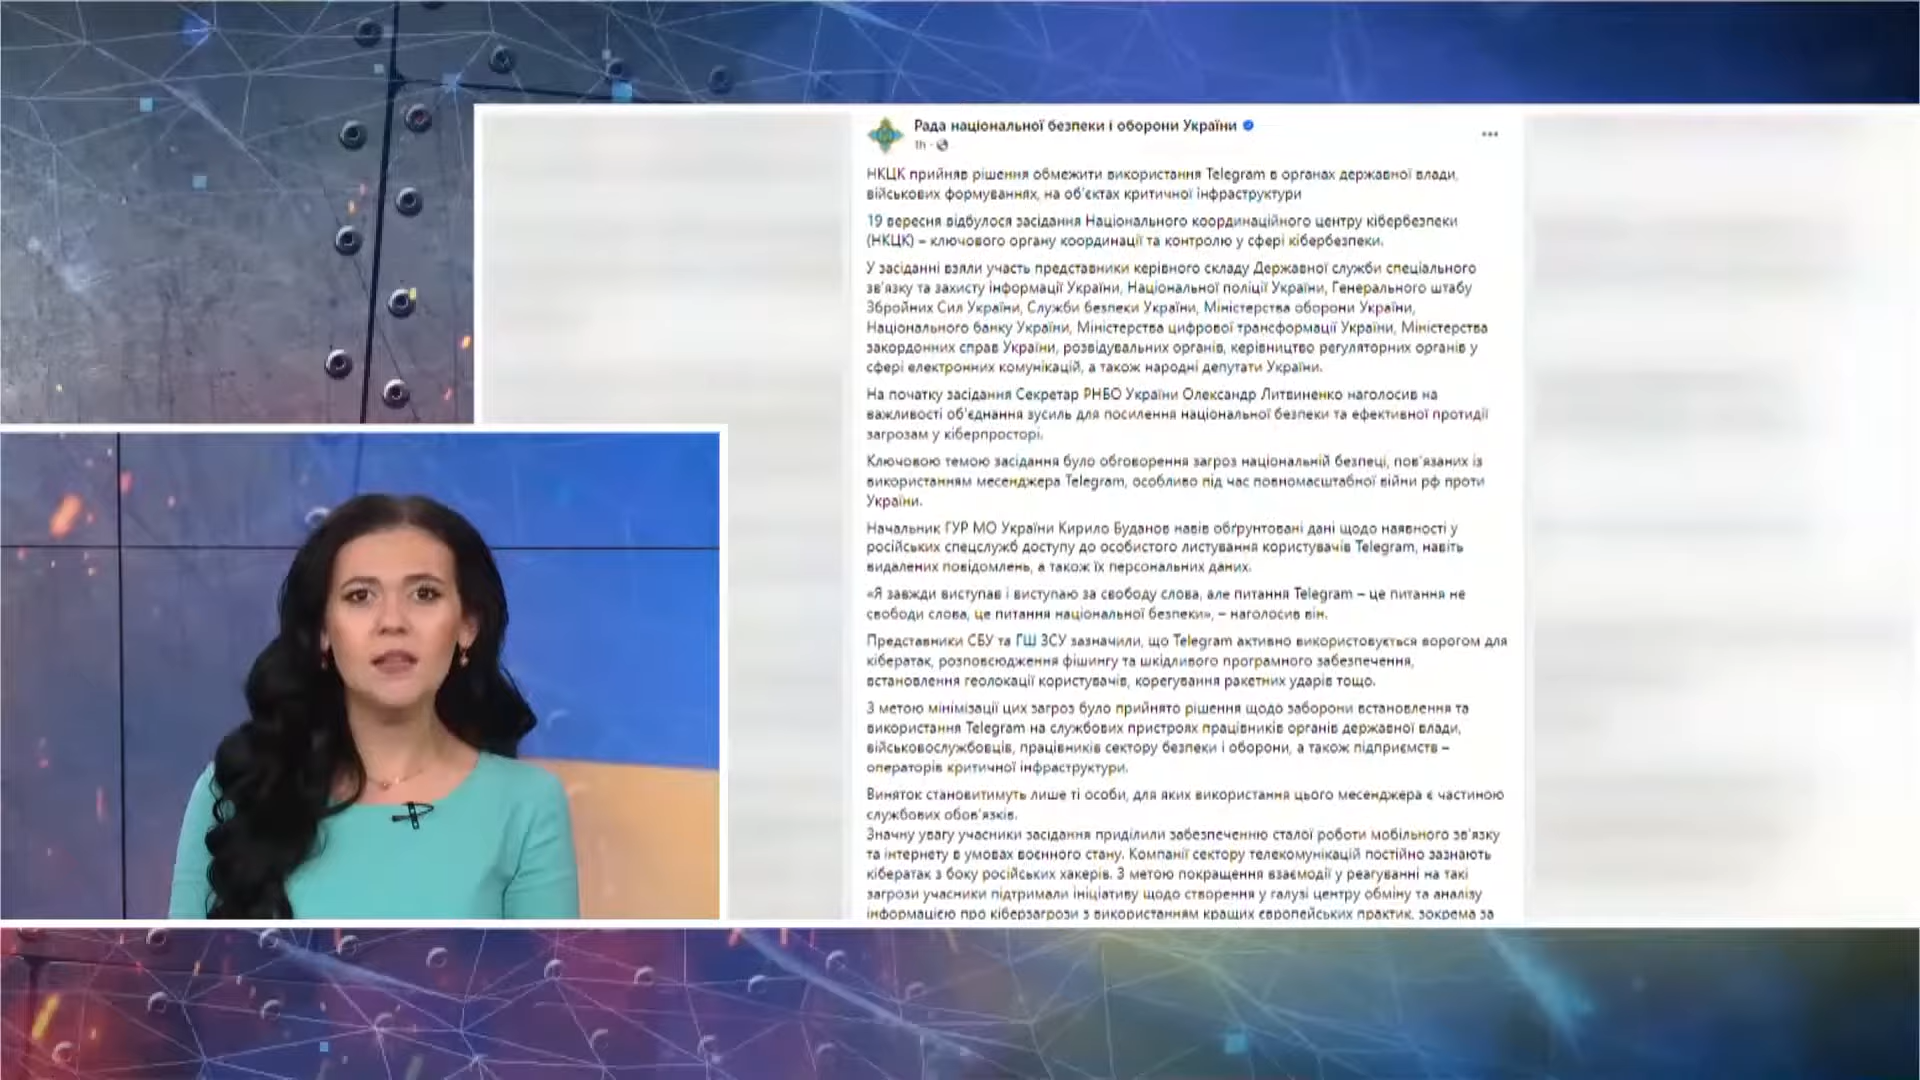 Рада національної безпеки і оборони України
1h
НКЦК прийняв рішення обмежити використання Telegram в органах державної влади,
військових формуваннях, на об'єктах критичної інфраструктури
19 вересня відбулося засідання Національного координаційного центру кібербезпеки
(НКЦК) – ключового органу координації та контролю у сфері кібербезпеки.
У засіданні взяли участь представники керівного складу Державної служби спеціального
зв'язку та захисту інформації України, Національної поліції України, Генерального штабу
Збройних Сил України, Служби безпеки України, Міністерства оборони України,
Національного банку України, Міністерства цифрової трансформації України, Міністерства
закордонних справ України, розвідувальних органів, керівництво регуляторних органів у
сфері електронних комунікацій, а також народні депутати України.
На початку засідання Секретар РНБО України Олександр Литвиненко наголосив на
важливості об'єднання зусиль для посилення національної безпеки та ефективної протидії
загрозам у кіберпросторі.
Ключовою темою засідання було обговорення загроз національній безпеці, пов'язаних із
використанням месенджера Telegram, особливо під час повномасштабної війни рф проти
України.
Начальник ГУР МО України Кирило Буданов навів обґрунтовані дані щодо наявності у
російських спецслужб доступу до особистого листування користувачів Telegram, навіть
видалених повідомлень, а також їх персональних даних.
«Я завжди виступав і виступаю за свободу слова, але питання Telegram – це питання не
свободи слова, це питання національної безпеки», – наголосив він.
Представники СБУ та ГШ ЗСУ зазначили, що Telegram активно використовується ворогом для
кібератак, розповсюдження фішингу та шкідливого програмного забезпечення,
встановлення геолокації користувачів, корегування ракетних ударів тощо.
З метою мінімізації цих загроз було прийнято рішення щодо заборони встановлення та
використання Telegram на службових пристроях працівників органів державної влади,
військовослужбовців, працівників сектору безпеки і оборони, а також підприємств –
операторів критичної інфраструктури.
Виняток становитимуть лише ті особи, для яких використання цього месенджера є частиною
службових обов'язків.
Значну увагу учасники засідання приділили забезпеченню сталої роботи мобільного зв'язку
та інтернету в умовах воєнного стану. Компанії сектору телекомунікацій постійно зазнають
кібератак з боку російських хакерів. З метою покращення взаємодії у реагуванні на такі
загрози учасники підтримали ініціативу щодо створення у галузі центру обміну та аналізу
інформацією про кіберзагрози з використанням кращих європейських практик, зокрема за